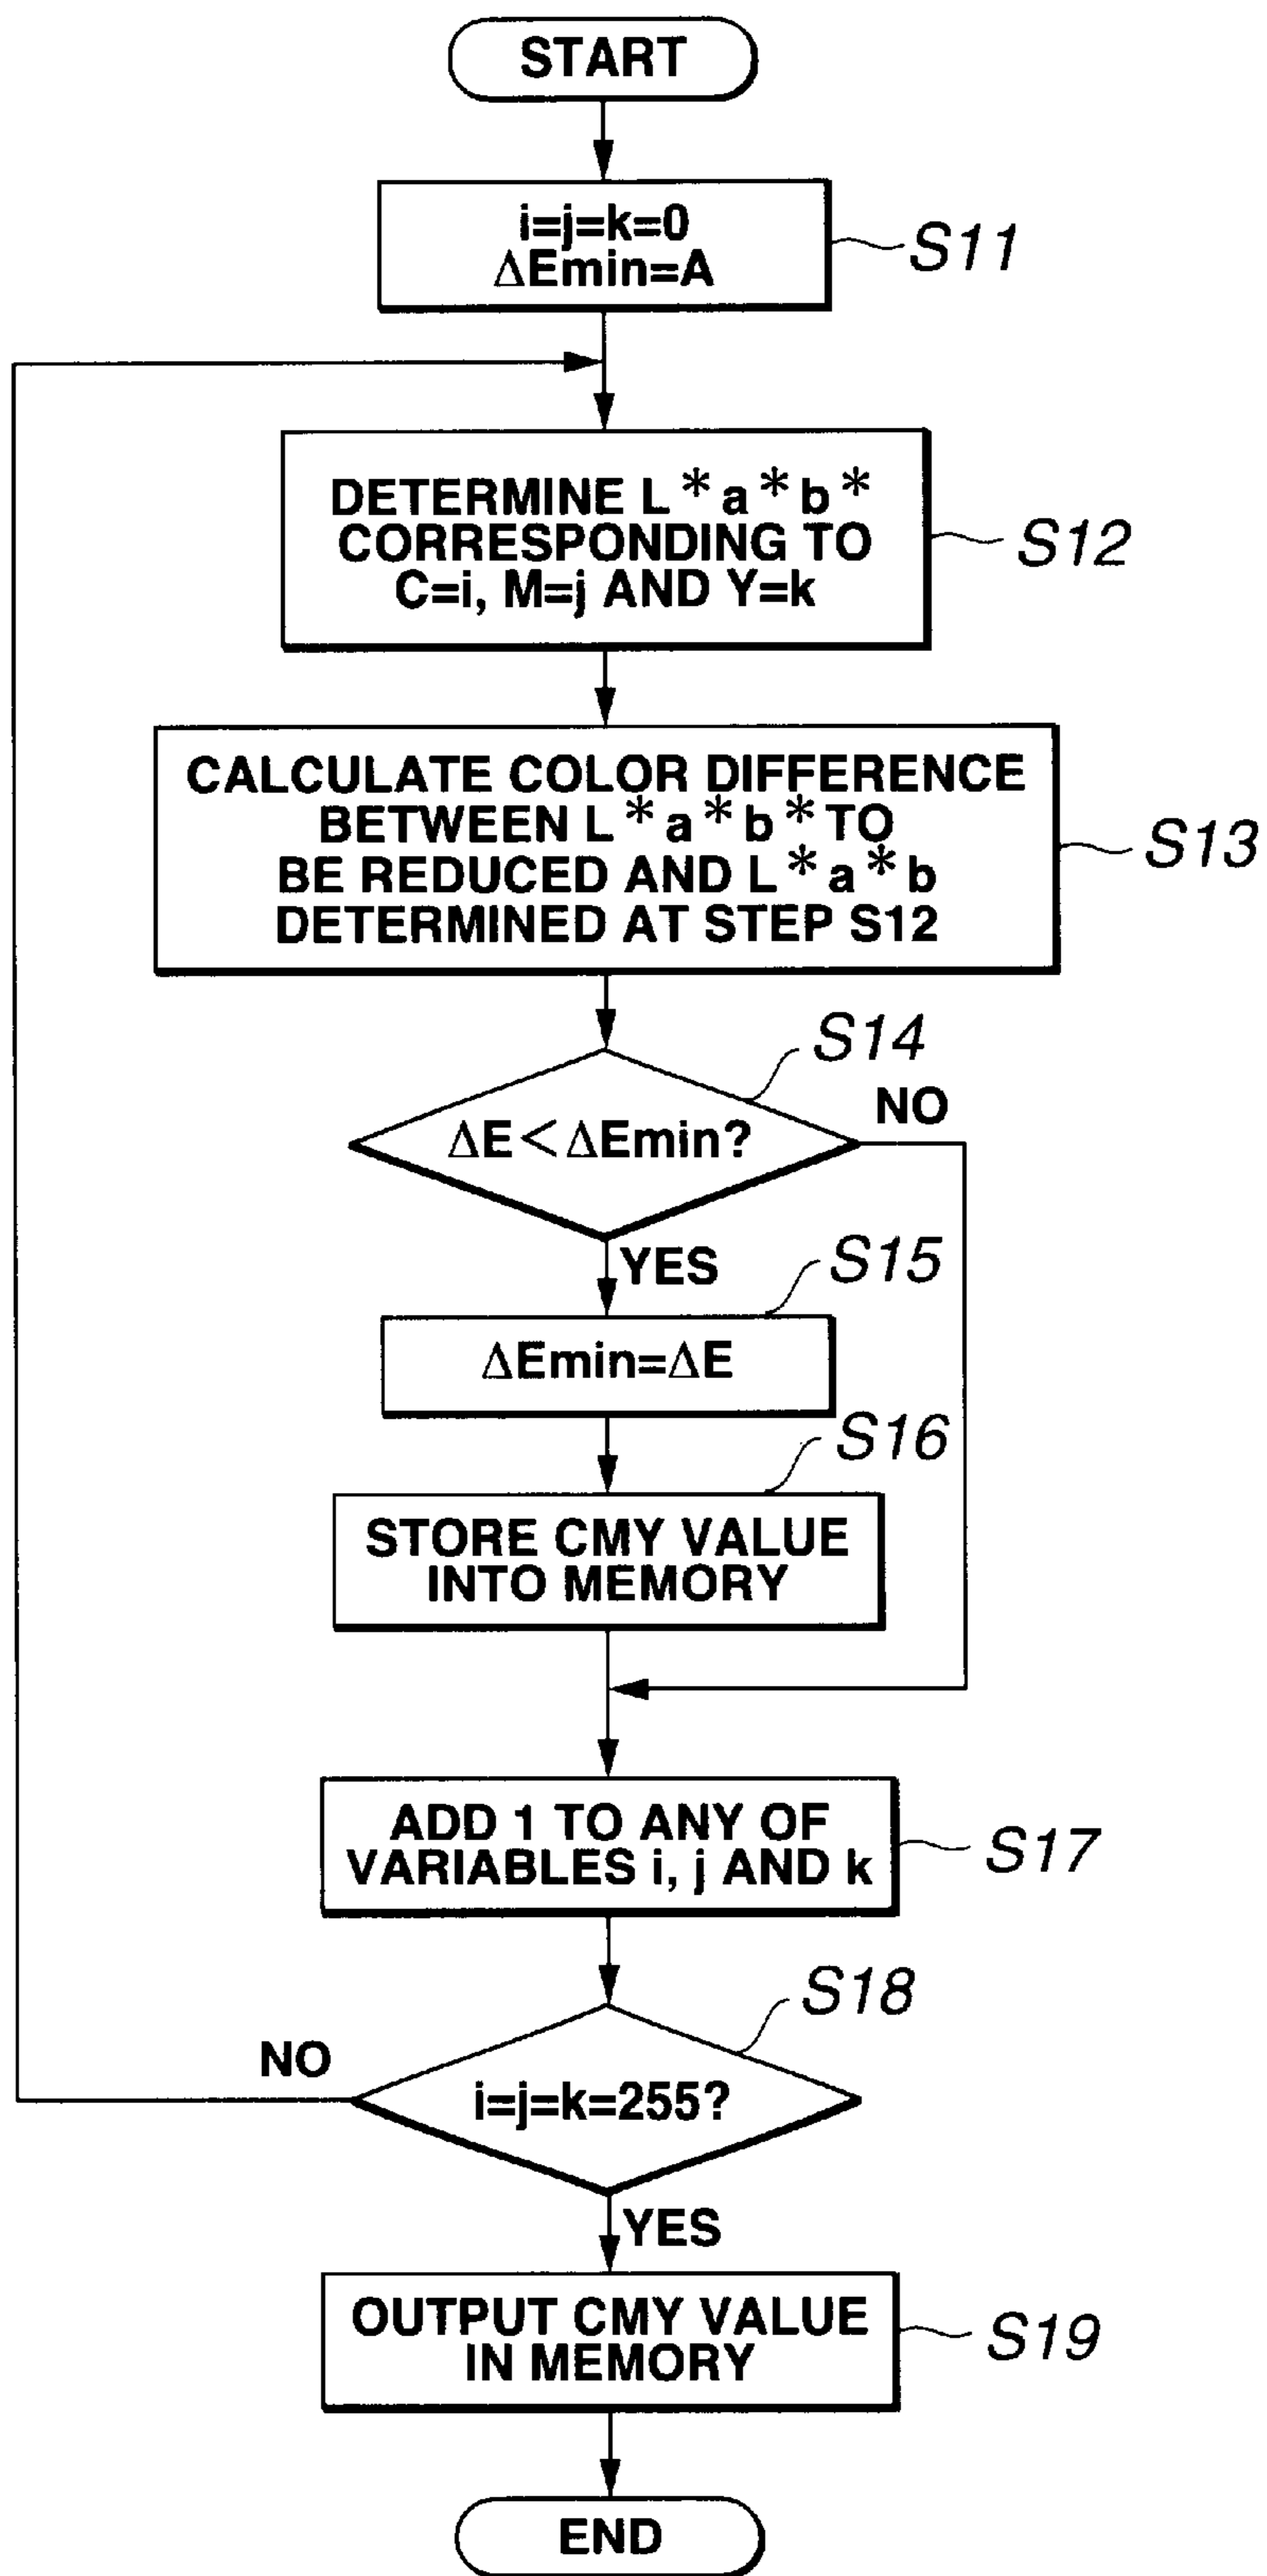 START
i=j=k=0
ΔEmin=A
S11
DETERMINE L*a*b*
CORRESPONDING TO
C=i, M=j AND Y=k
S12
CALCULATE COLOR DIFFERENCE
BETWEEN L*a*b* TO
BE REDUCED AND L*a*b
DETERMINED AT STEP S12
S13
S14
ΔE<ΔEmin?
NO
YES
S15
ΔEmin=ΔE
S16
STORE CMY VALUE
INTO MEMORY
ADD 1 TO ANY OF
VARIABLES i, j AND k
S17
S18
NO
i=j=k=255?
YES
OUTPUT CMY VALUE
IN MEMORY
S19
END